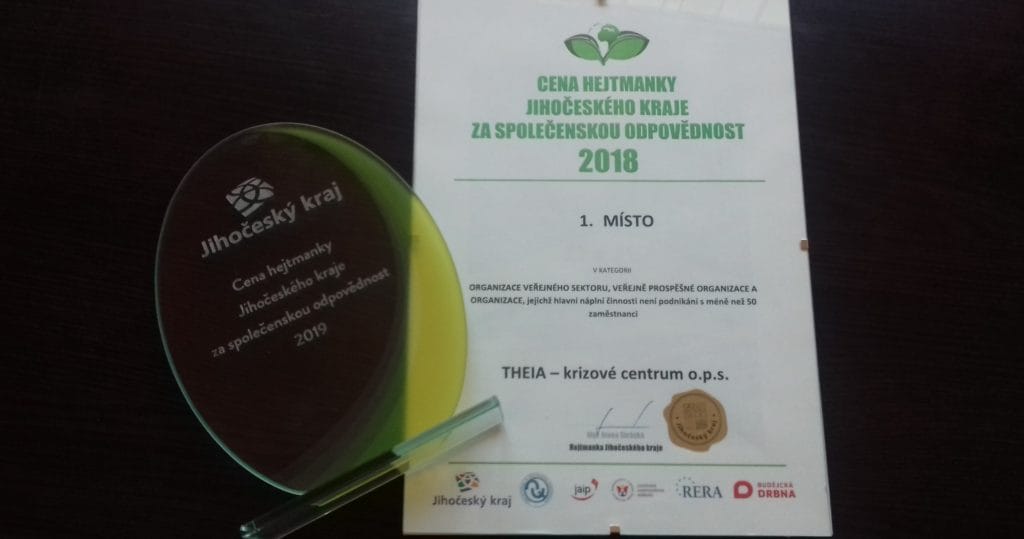 Jihočeský kraj
Cena hejtmanky
Jihočeského kraje
za společenskou odpovědnost
2019
CENA HEJTMANKY
JIHOČESKÉHO KRAJE
ZA SPOLEČENSKOU ODPOVĚDNOST
2018
1. MÍSTO
V KATEGORII
ORGANIZACE VEŘEJNÉHO SEKTORU, VEŘEJNĚ PROSPĚŠNÉ ORGANIZACE A
ORGANIZACE, jejichž hlavní náplní činnosti není podnikání s méně než 50
zaměstnanci
THEIA – krizové centrum o.p.s.
Hejtmanka Jihočeského kraje
Jihočeský kraj
Jihočeský kraj
jaip
RERA
BUDĚJCKÁ
DRBNA